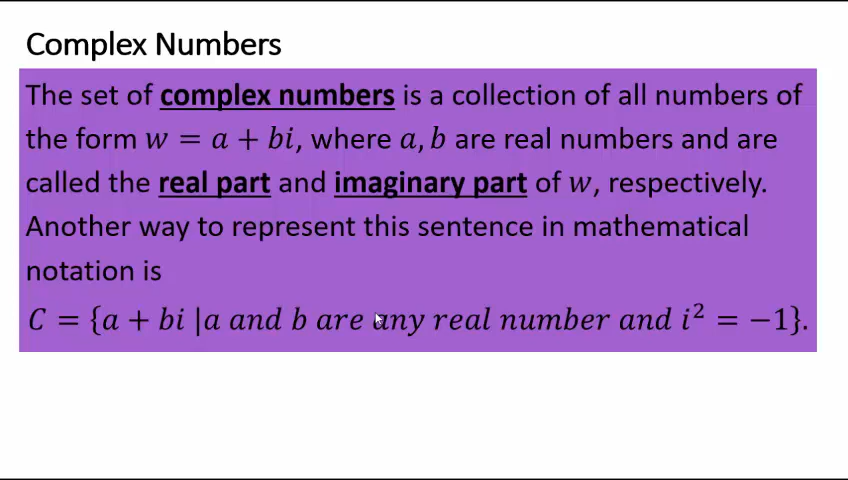 Complex Numbers
The set of complex numbers is a collection of all numbers of
the form w = a + bi, where a, b are real numbers and are
called the real part and imaginary part of w, respectively.
Another way to represent this sentence in mathematical
notation is
C = {a + bi |a and b are any real number and i² = −1}.